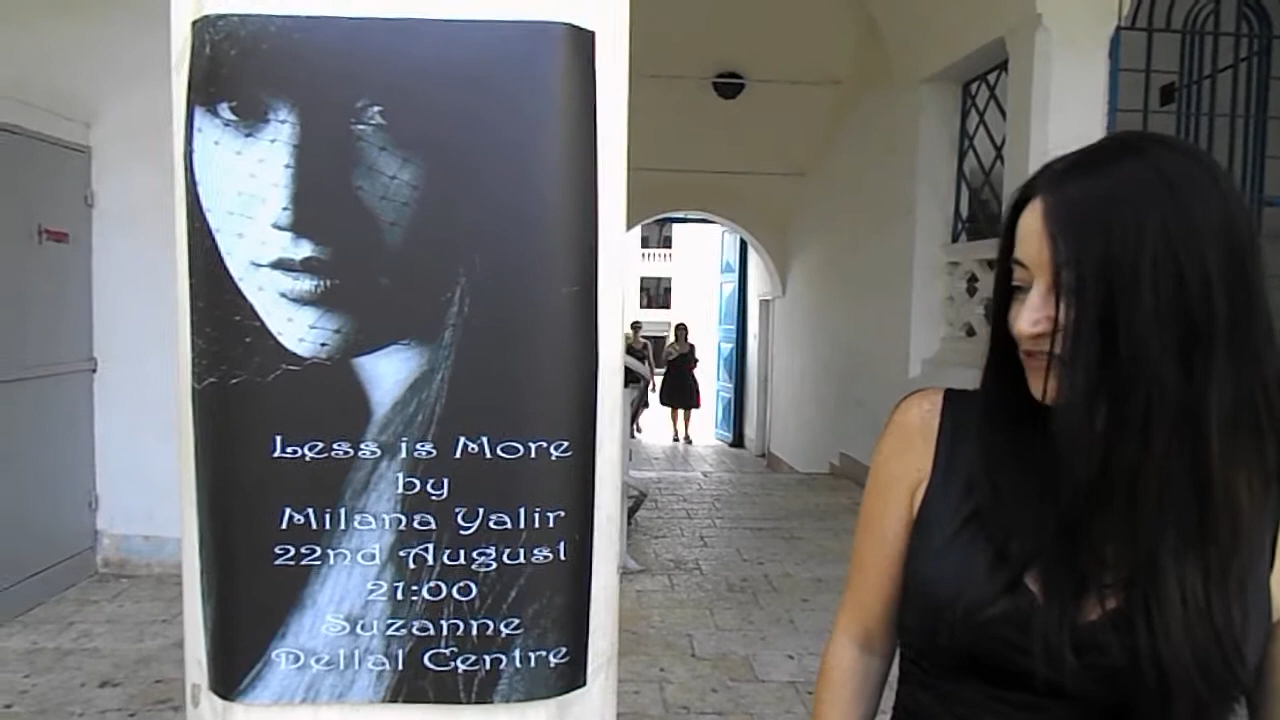 Less is More
by
Milana Yalir
22nd August
21:00
Suzanne
Dellal Centre